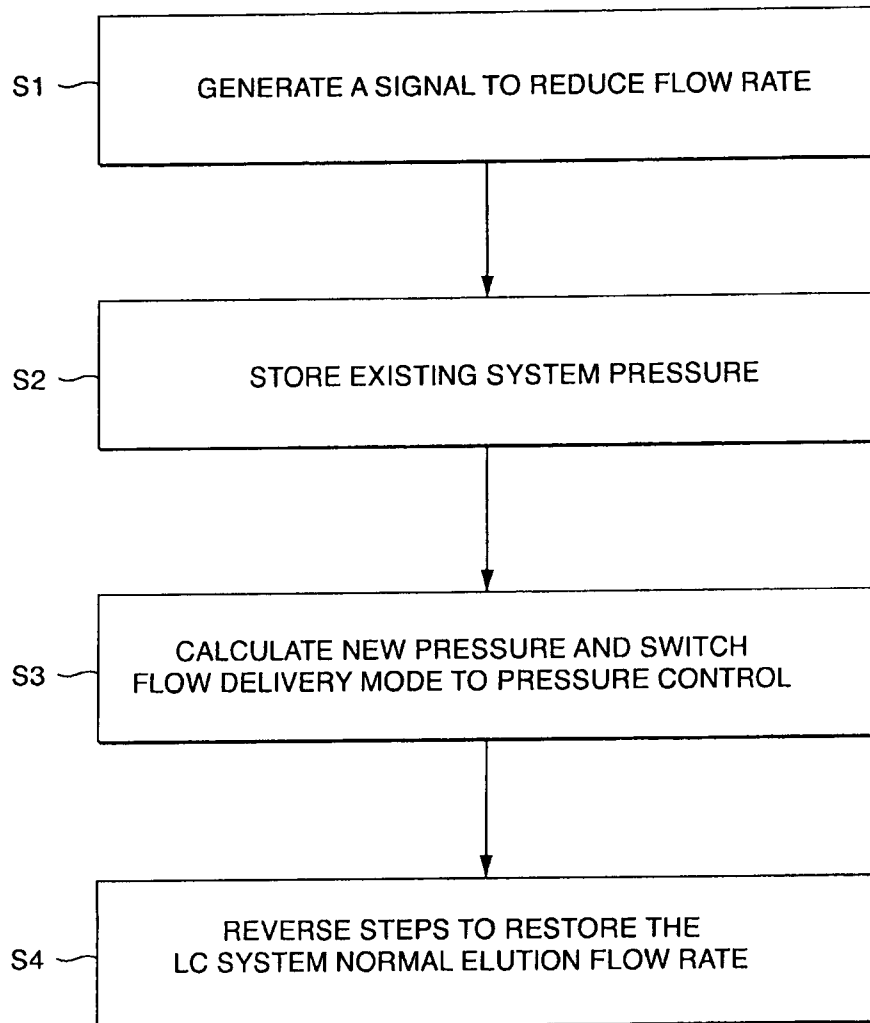 S1
GENERATE A SIGNAL TO REDUCE FLOW RATE
S2
STORE EXISTING SYSTEM PRESSURE
S3
CALCULATE NEW PRESSURE AND SWITCH
FLOW DELIVERY MODE TO PRESSURE CONTROL
S4
REVERSE STEPS TO RESTORE THE
LC SYSTEM NORMAL ELUTION FLOW RATE